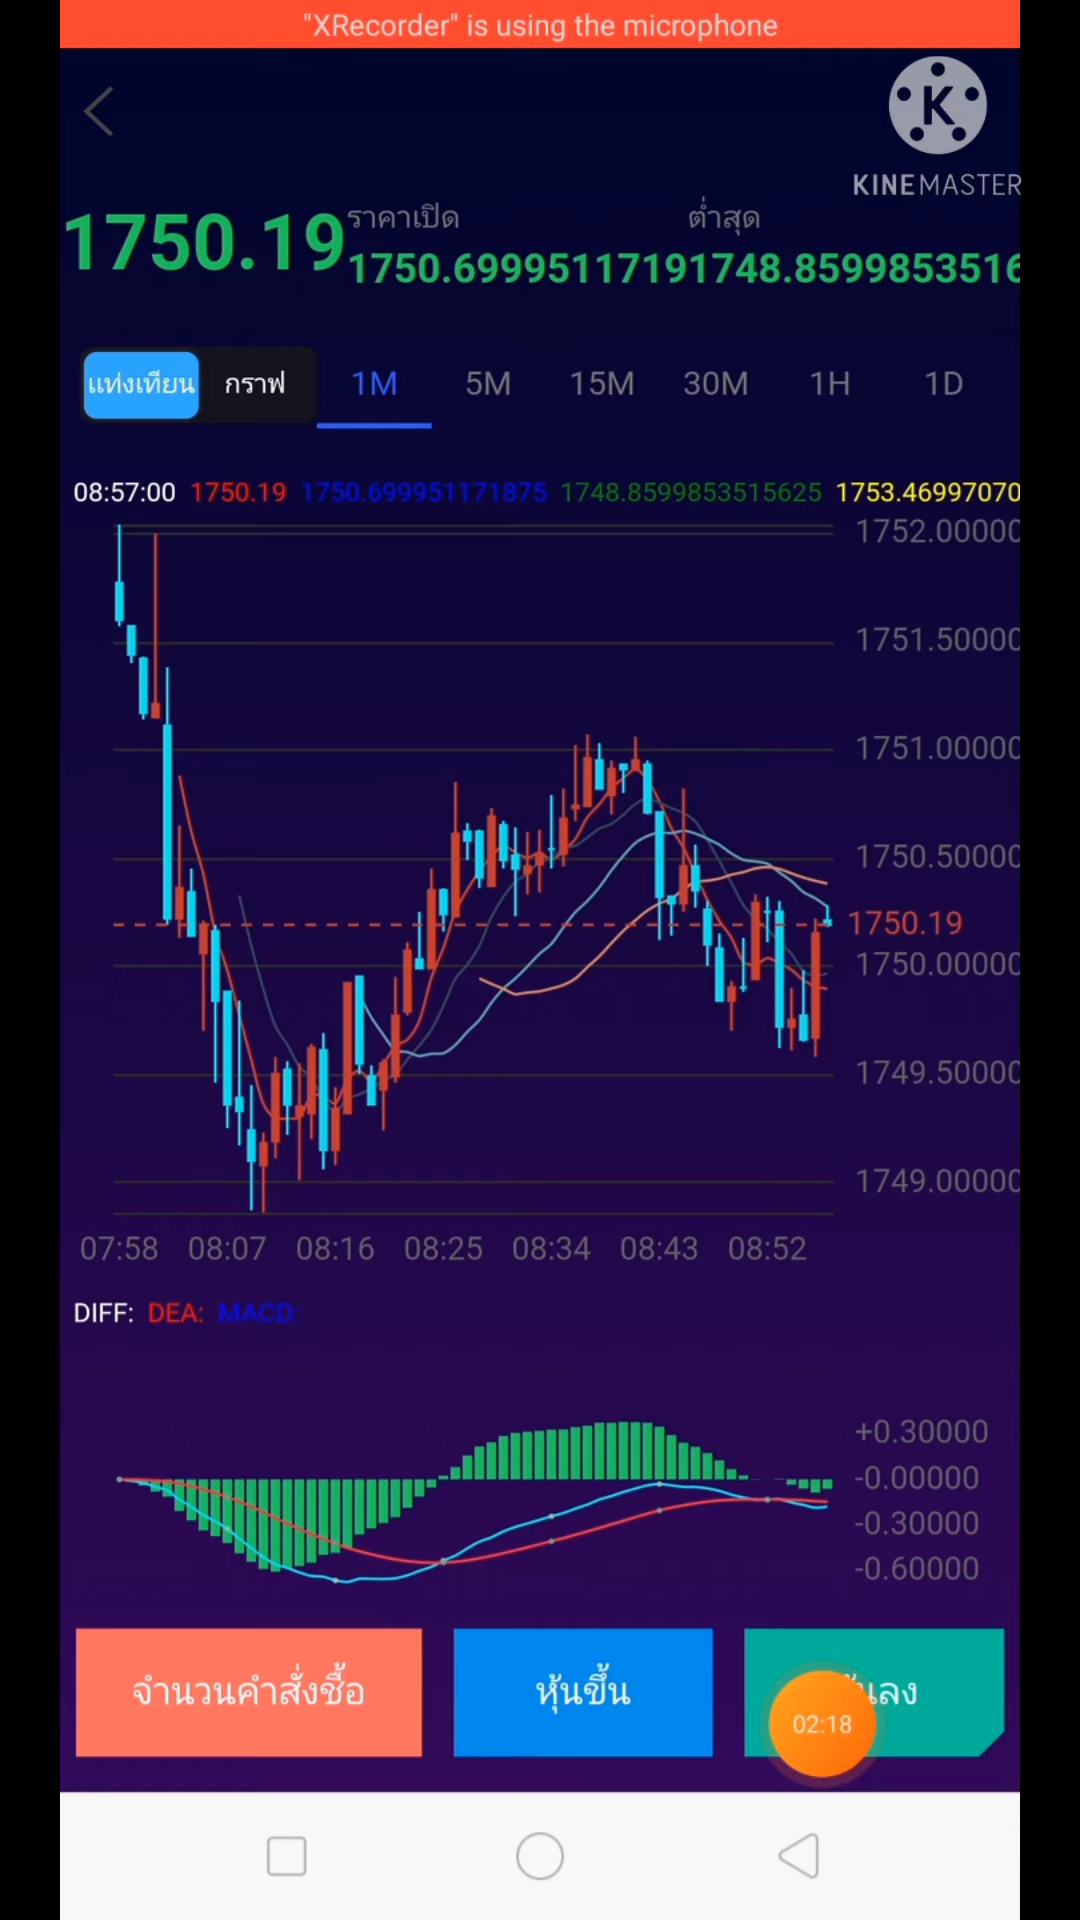 "XRecorder" is using the microphone
K
KINEMASTER
1750.19
ราคาเปิด
ต่ำสุด
1750.69995117191748.8599853516
แท่งเทียน กราฟ 1M 5M 15M 30M 1H 1D
08:57:00 1750.19 1750.699951171875 1748.8599853515625 1753.46997070
1752.00000
1751.50000
1751.00000
1750.50000
1750.19
1750.00000
1749.50000
1749.00000
07:58 08:07 08:16 08:25 08:34 08:43 08:52
DIFF: DEA: MACD:
+0.30000
-0.00000
-0.30000
-0.60000
จำนวนคำสั่งซื้อ หุ้นขึ้น
02:18